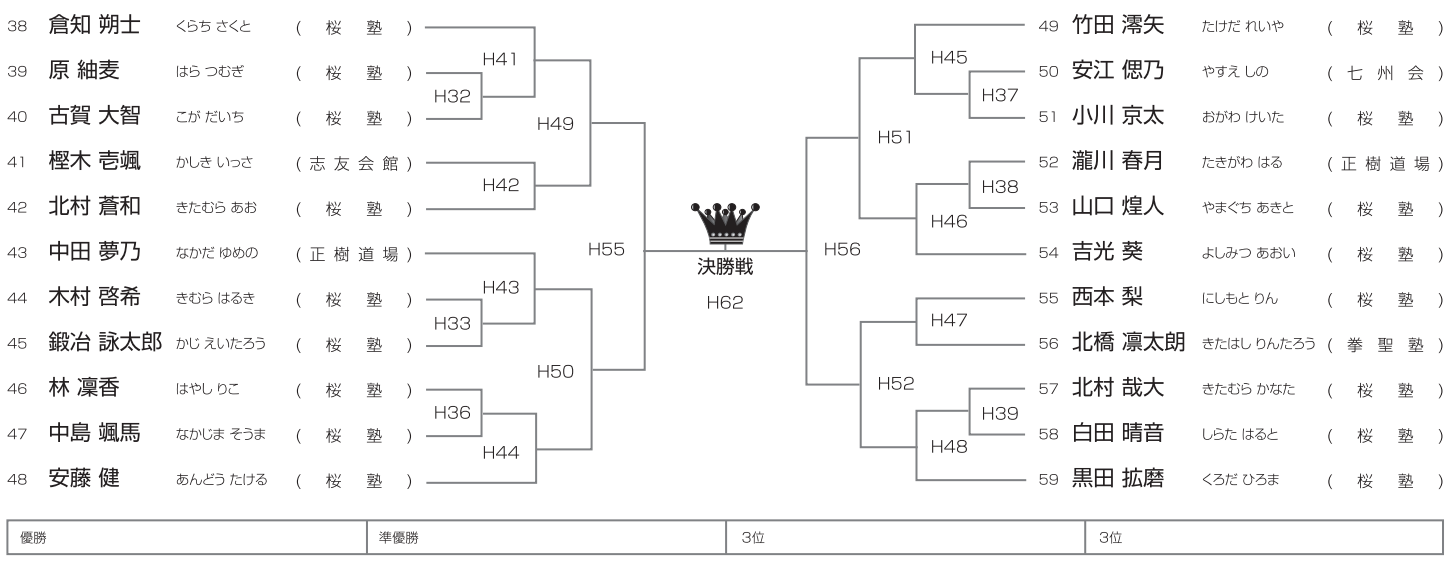 38 倉知 朔士 くらち さくと ( 桜 塾 )
39 原 紬麦 はら つむぎ ( 桜 塾 )
40 古賀 大智 こが だいち ( 桜 塾 )
41 樫木 壱颯 かしき いっさ ( 志 友 会 館 )
42 北村 蒼和 きたむら あお ( 桜 塾 )
43 中田 夢乃 なかだ ゆめの ( 正 樹 道 場 )
44 木村 啓希 きむら はるき ( 桜 塾 )
45 鍛冶 詠太郎 かじ えいたろう ( 桜 塾 )
46 林 凜香 はやし りこ ( 桜 塾 )
47 中島 颯馬 なかじま そうま ( 桜 塾 )
48 安藤 健 あんどう たける ( 桜 塾 )
H41
H32
H49
H42
H55
H43
H33
H50
H36
H44
決勝戦
H62
H45
H37
H51
H38
H46
H56
H47
H52
H39
H48
49 竹田 澪矢 たけだ れいや ( 桜 塾 )
50 安江 偲乃 やすえ しの ( 七 州 会 )
51 小川 京太 おがわ けいた ( 桜 塾 )
52 瀧川 春月 たきがわ はる ( 正 樹 道 場 )
53 山口 煌人 やまぐち あきと ( 桜 塾 )
54 吉光 葵 よしみつ あおい ( 桜 塾 )
55 西本 梨 にしもと りん ( 桜 塾 )
56 北橋 凛太朗 きたはし りんたろう ( 拳 聖 塾 )
57 北村 哉大 きたむら かなた ( 桜 塾 )
58 白田 晴音 しらた はると ( 桜 塾 )
59 黒田 拡磨 くろだ ひろま ( 桜 塾 )
優勝
準優勝
3位
3位